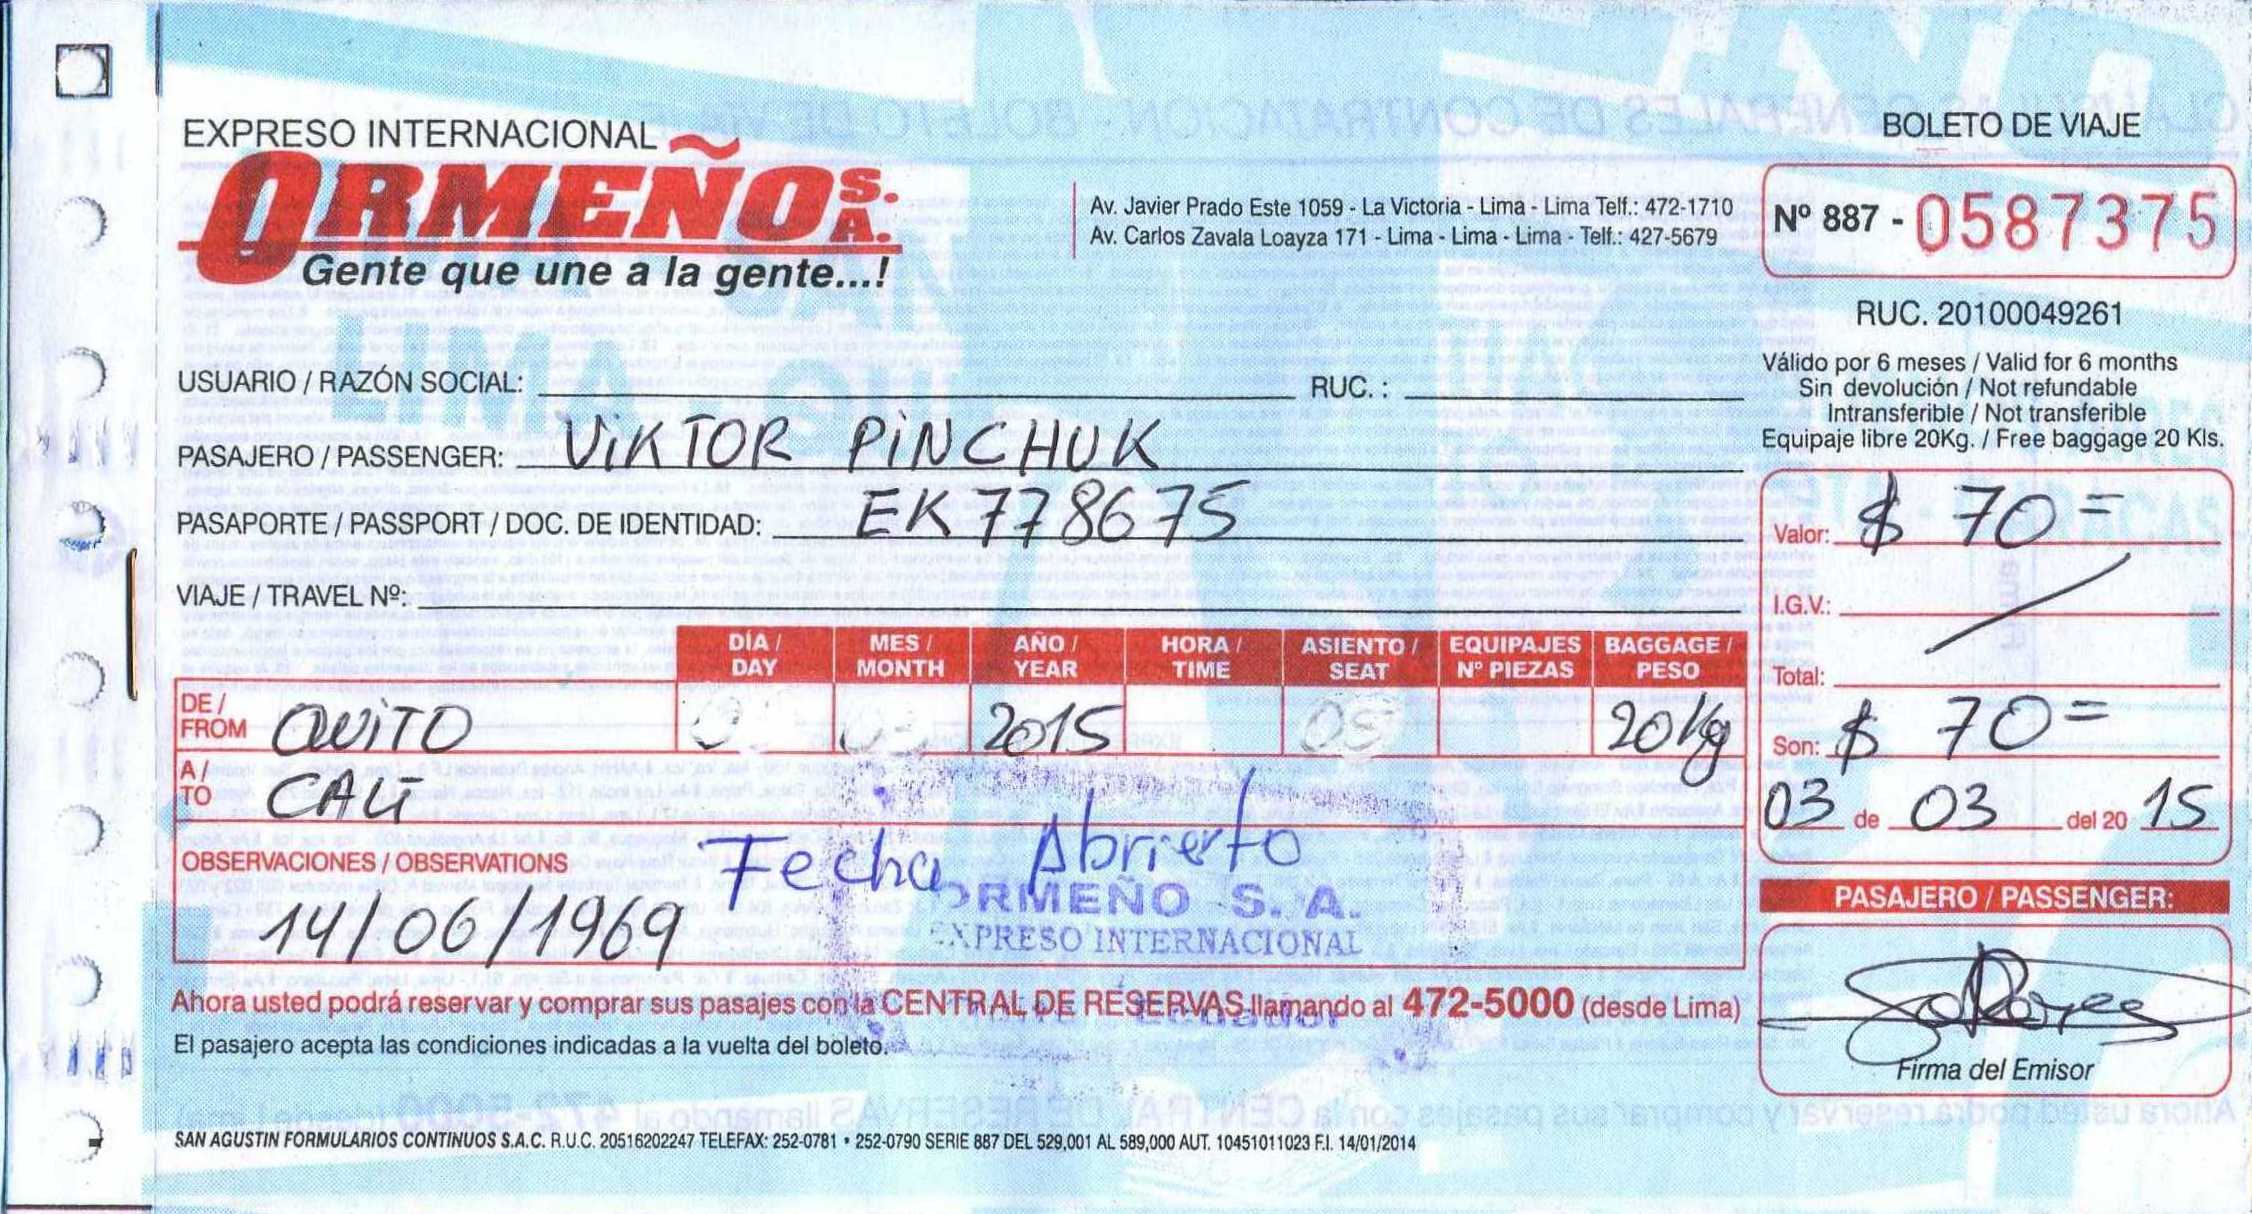 EXPRESO INTERNACIONAL
ORMEÑO S.A.
Gente que une a la gente...!
Av. Javier Prado Este 1059 - La Victoria - Lima - Lima Telf.: 472-1710
Av. Carlos Zavala Loayza 171 - Lima - Lima - Lima - Telf.: 427-5679
BOLETO DE VIAJE
Nº 887 - 0587375
RUC. 20100049261
Válido por 6 meses / Valid for 6 months
Sin devolución / Not refundable
Intransferible / Not transferible
Equipaje libre 20Kg. / Free baggage 20 Kls.
USUARIO / RAZÓN SOCIAL: RUC. :
PASAJERO / PASSENGER: VIKTOR PINCHUK
PASAPORTE / PASSPORT / DOC. DE IDENTIDAD: EK778675
VIAJE / TRAVEL Nº:
Valor: $ 70=
I.G.V.:
Total:
Son: $ 70=
03 de 03 del 20 15
DÍA / DAY MES / MONTH AÑO / YEAR HORA / TIME ASIENTO / SEAT EQUIPAJES Nº PIEZAS BAGGAGE / PESO
DE / FROM QUITO 2015 05 20Kg
A / TO CALI
OBSERVACIONES / OBSERVATIONS Fecha Abrierto
14/06/1969
ORMEÑO S. A.
EXPRESO INTERNACIONAL
Ecuador
PASAJERO / PASSENGER:
Firma del Emisor
Ahora usted podrá reservar y comprar sus pasajes con la CENTRAL DE RESERVAS llamando al 472-5000 (desde Lima)
El pasajero acepta las condiciones indicadas a la vuelta del boleto.
SAN AGUSTIN FORMULARIOS CONTINUOS S.A.C. R.U.C. 20516202247 TELEFAX: 252-0781 • 252-0790 SERIE 887 DEL 529,001 AL 589,000 AUT. 10451011023 F.I. 14/01/2014